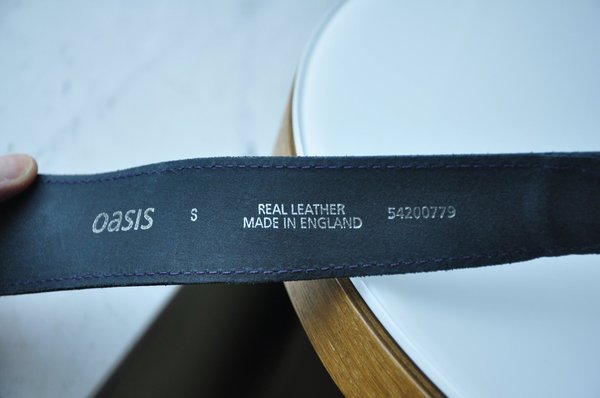 oasis S REAL LEATHER 54200779
MADE IN ENGLAND